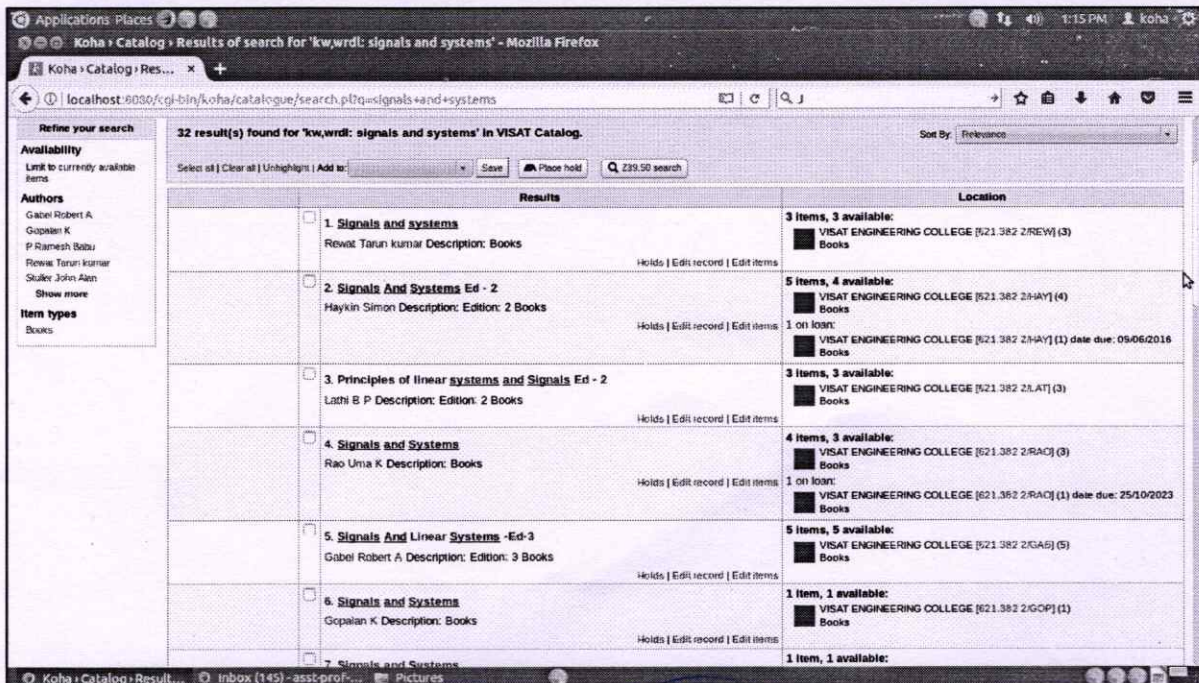 Applications Places 1:15 PM koha
Koha › Catalog › Results of search for 'kw,wrdl: signals and systems' - Mozilla Firefox
Koha › Catalog › Res... × +
localhost:8080/cgi-bin/koha/catalogue/search.pl?q=signals+and+systems J
Refine your search
Availability
Limit to currently available
items
Authors
Gabel Robert A
Gopalan K
P Ramesh Babu
Rewat Tarun kumar
Stuller John Alan
Show more
Item types
Books
32 result(s) found for 'kw,wrdl: signals and systems' in VISAT Catalog.
Sort By: Relevance
Select all | Clear all | Unhighlight | Add to: Save Place hold Z39.50 search
Results Location
1. Signals and systems
Rewat Tarun kumar Description: Books
Holds | Edit record | Edit items
3 items, 3 available:
VISAT ENGINEERING COLLEGE [621.382 2/REW] (3)
Books
2. Signals And Systems Ed - 2
Haykin Simon Description: Edition: 2 Books
Holds | Edit record | Edit items
5 items, 4 available:
VISAT ENGINEERING COLLEGE [621.382 2/HAY] (4)
Books
1 on loan:
VISAT ENGINEERING COLLEGE [621.382 2/HAY] (1) date due: 09/06/2016
Books
3. Principles of linear systems and Signals Ed - 2
Lathi B P Description: Edition: 2 Books
Holds | Edit record | Edit items
3 items, 3 available:
VISAT ENGINEERING COLLEGE [621.382 2/LAT] (3)
Books
4. Signals and Systems
Rao Uma K Description: Books
Holds | Edit record | Edit items
4 items, 3 available:
VISAT ENGINEERING COLLEGE [621.382 2/RAO] (3)
Books
1 on loan:
VISAT ENGINEERING COLLEGE [621.382 2/RAO] (1) date due: 25/10/2023
Books
5. Signals And Linear Systems -Ed-3
Gabel Robert A Description: Edition: 3 Books
Holds | Edit record | Edit items
5 items, 5 available:
VISAT ENGINEERING COLLEGE [621.382 2/GAB] (5)
Books
6. Signals and Systems
Gopalan K Description: Books
Holds | Edit record | Edit items
1 item, 1 available:
VISAT ENGINEERING COLLEGE [621.382 2/GOP] (1)
Books
7. Signals and Systems
1 item, 1 available:
Koha › Catalog › Result... Inbox (145) - asst-prof-... Pictures